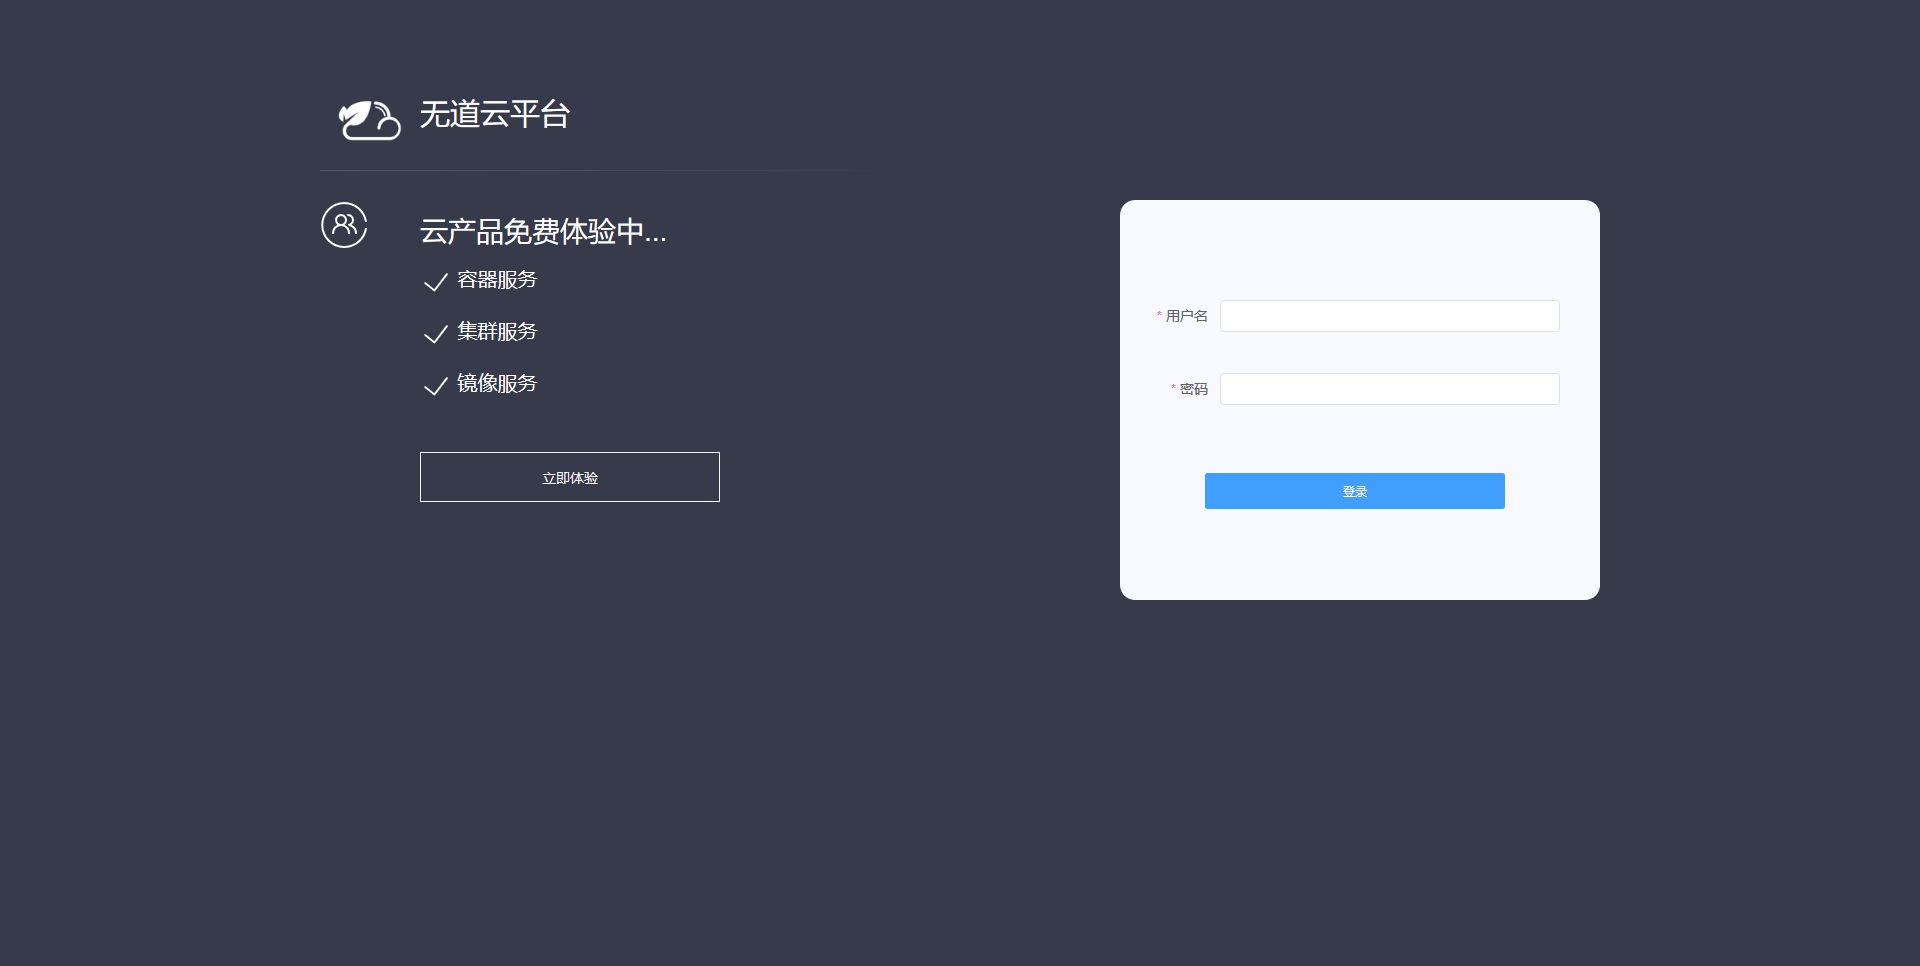 无道云平台
云产品免费体验中...
容器服务
集群服务
镜像服务
立即体验
* 用户名
* 密码
登录